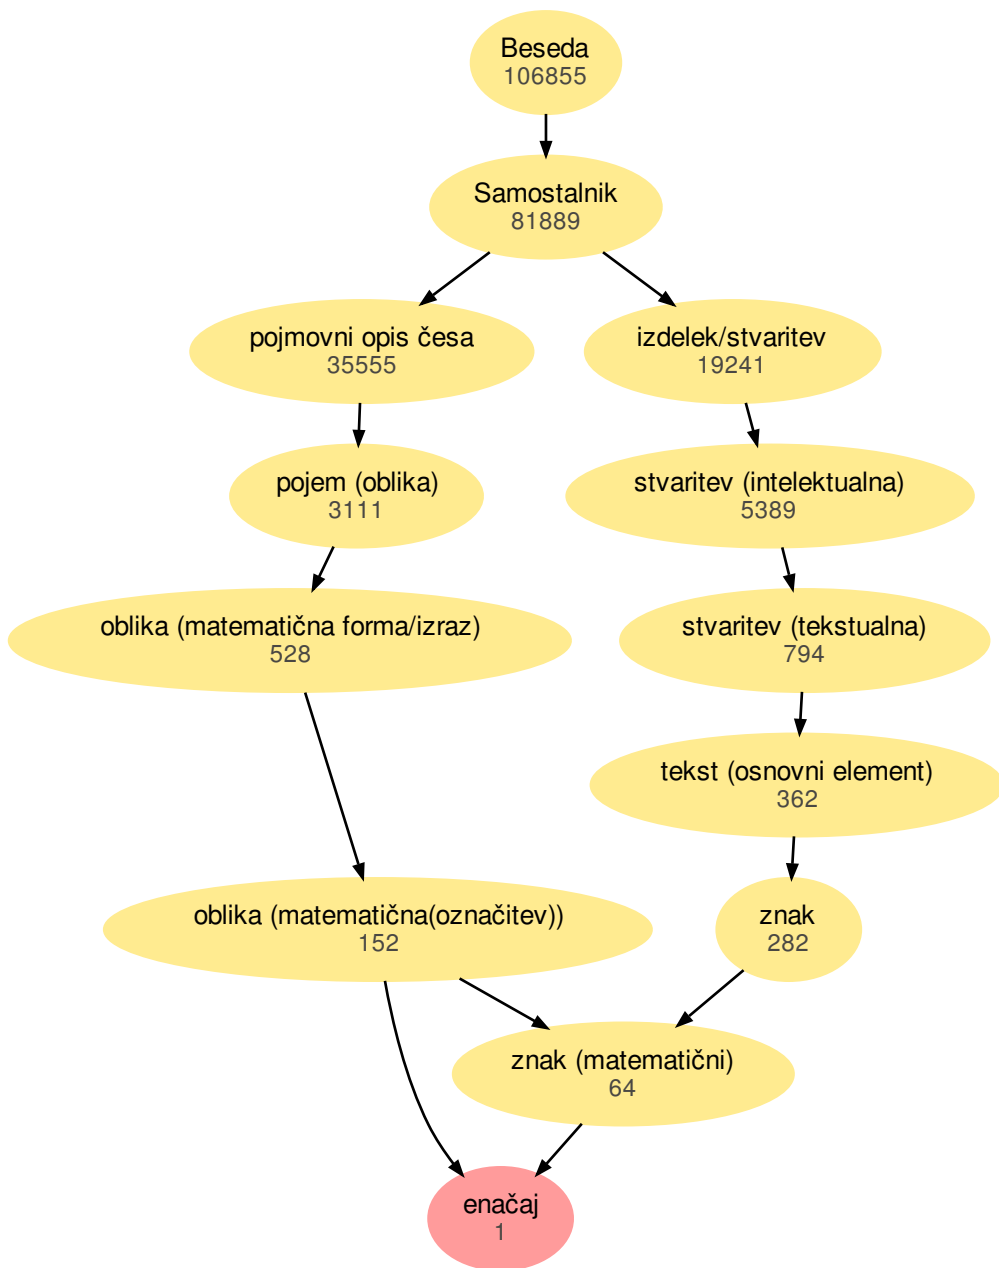 Beseda
106855
Samostalnik
81889
pojmovni opis česa
35555
izdelek/stvaritev
19241
pojem (oblika)
3111
stvaritev (intelektualna)
5389
oblika (matematična forma/izraz)
528
stvaritev (tekstualna)
794
tekst (osnovni element)
362
oblika (matematična(označitev))
152
znak
282
znak (matematični)
64
enačaj
1